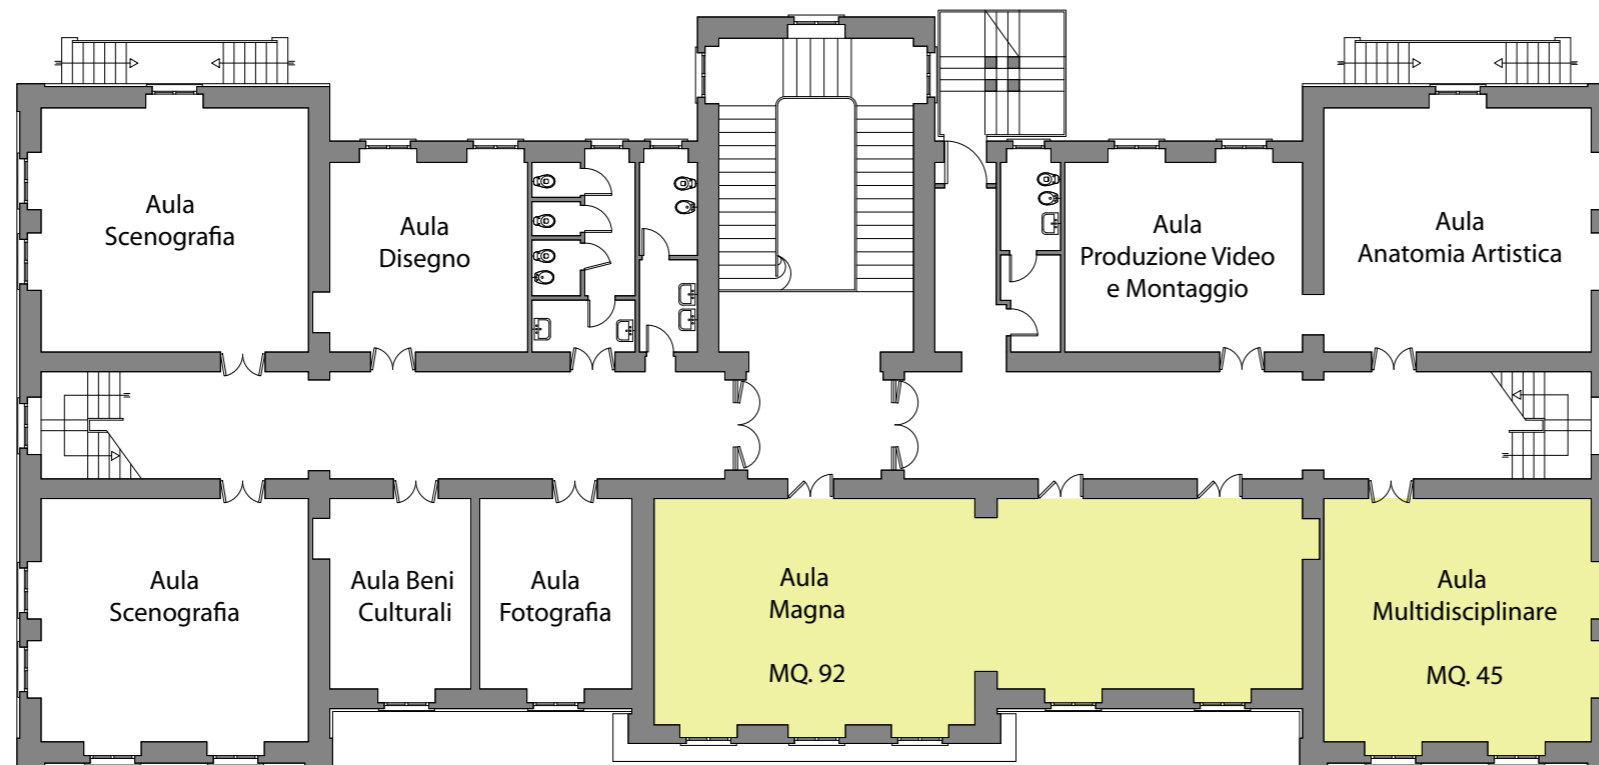 Aula
Scenografia
Aula
Disegno
Aula
Produzione Video
e Montaggio
Aula
Anatomia Artistica
Aula
Scenografia
Aula Beni
Culturali
Aula
Fotografia
Aula
Magna
MQ. 92
Aula
Multidisciplinare
MQ. 45